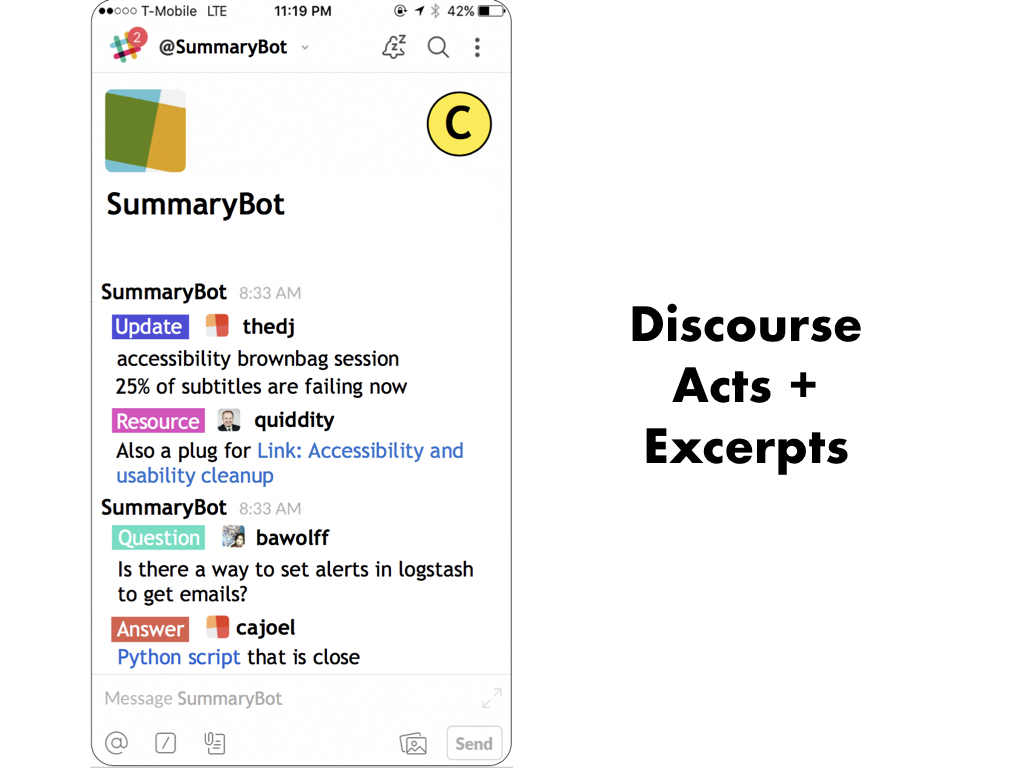 T-Mobile LTE 11:19 PM 42%
2 @SummaryBot
C
SummaryBot
SummaryBot 8:33 AM
Update thedj
accessibility brownbag session
25% of subtitles are failing now
Resource quiddity
Also a plug for Link: Accessibility and
usability cleanup
SummaryBot 8:33 AM
Question bawolff
Is there a way to set alerts in logstash
to get emails?
Answer cajoel
Python script that is close
Message SummaryBot
@ / Send
Discourse
Acts +
Excerpts